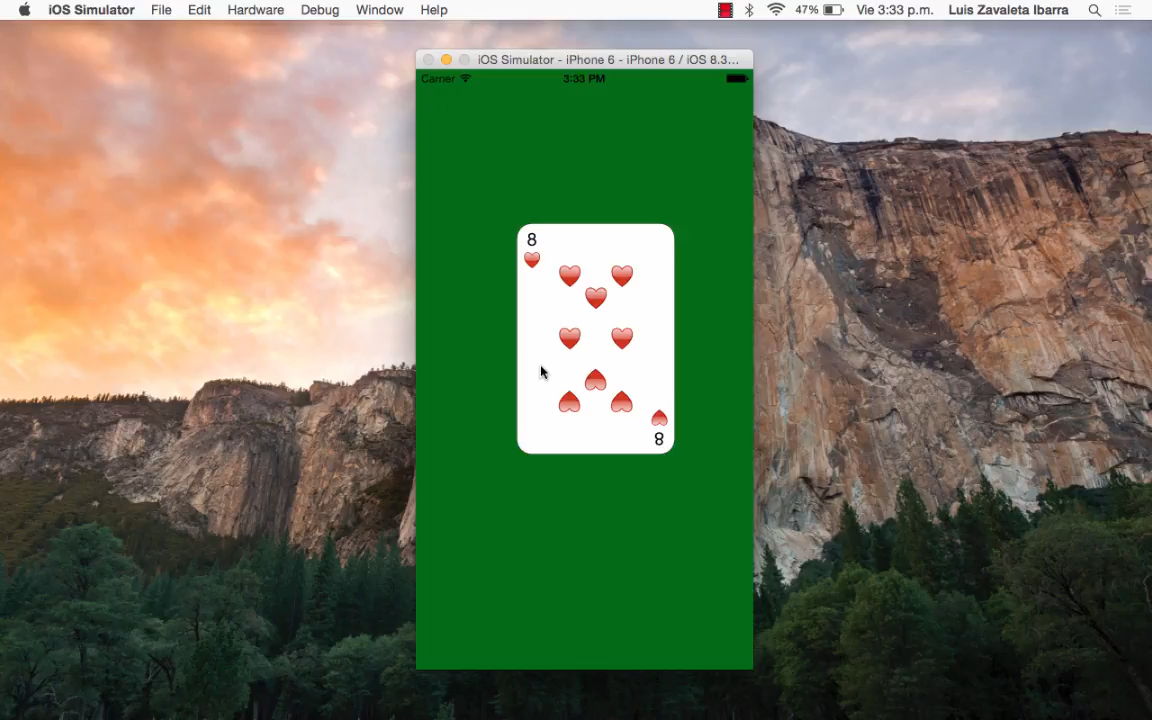 iOS Simulator File Edit Hardware Debug Window Help 47% Vie 3:33 p.m. Luis Zavaleta Ibarra
iOS Simulator - iPhone 6 - iPhone 6 / iOS 8.3...
Carrier 3:33 PM
8
8